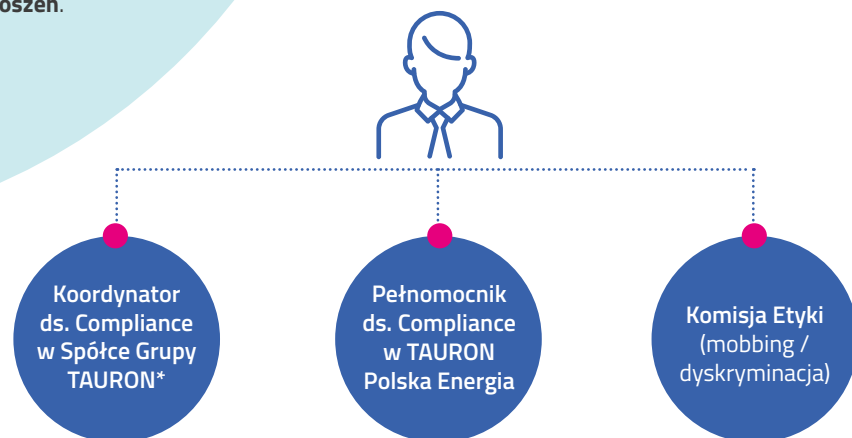 oszeń.
Koordynator
ds. Compliance
w Spółce Grupy
TAURON*
Pełnomocnik
ds. Compliance
w TAURON
Polska Energia
Komisja Etyki
(mobbing /
dyskryminacja)